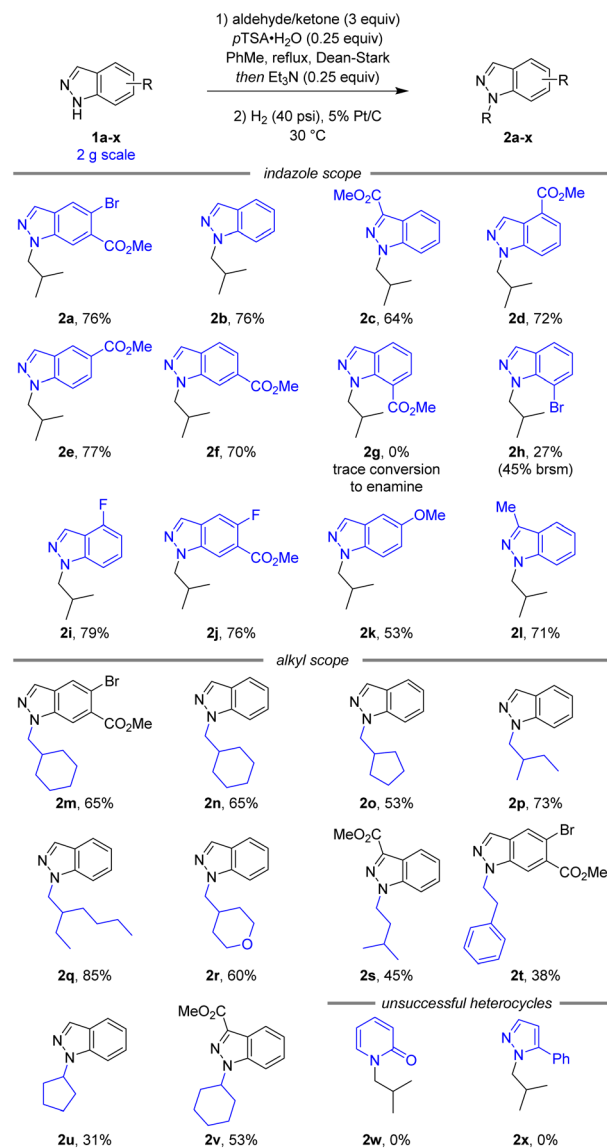 1) aldehyde/ketone (3 equiv)
pTSA•H₂O (0.25 equiv)
PhMe, reflux, Dean-Stark
then Et₃N (0.25 equiv)
2) H₂ (40 psi), 5% Pt/C
30 °C
N
N
H
R
1a-x
2 g scale
N
N
R
R
2a-x
indazole scope
Br
N
N
CO₂Me
2a, 76%
N
N
2b, 76%
MeO₂C
N
N
2c, 64%
CO₂Me
N
N
2d, 72%
CO₂Me
N
N
2e, 77%
N
N
CO₂Me
2f, 70%
N
N
CO₂Me
2g, 0%
trace conversion
to enamine
N
N
Br
2h, 27%
(45% brsm)
F
N
N
2i, 79%
F
N
N
CO₂Me
2j, 76%
OMe
N
N
2k, 53%
Me
N
N
2l, 71%
alkyl scope
Br
N
N
CO₂Me
2m, 65%
N
N
2n, 65%
N
N
2o, 53%
N
N
2p, 73%
N
N
2q, 85%
N
N
O
2r, 60%
MeO₂C
N
N
2s, 45%
Br
N
N
CO₂Me
2t, 38%
unsuccessful heterocycles
N
N
2u, 31%
MeO₂C
N
N
2v, 53%
N
O
2w, 0%
N
N
Ph
2x, 0%